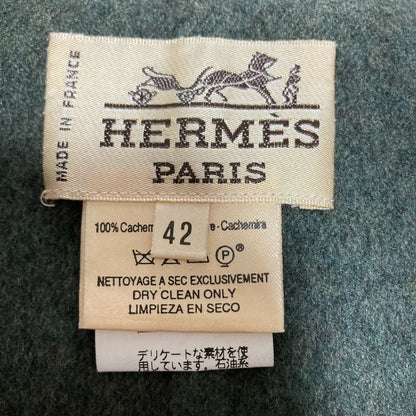 MADE IN FRANCE
HERMÈS
PARIS
100% Cachem
re-Cachemira
42
P
NETTOYAGE A SEC EXCLUSIVEMENT
DRY CLEAN ONLY
LIMPIEZA EN SECO
デリケートな素材を使
用しています。石油系